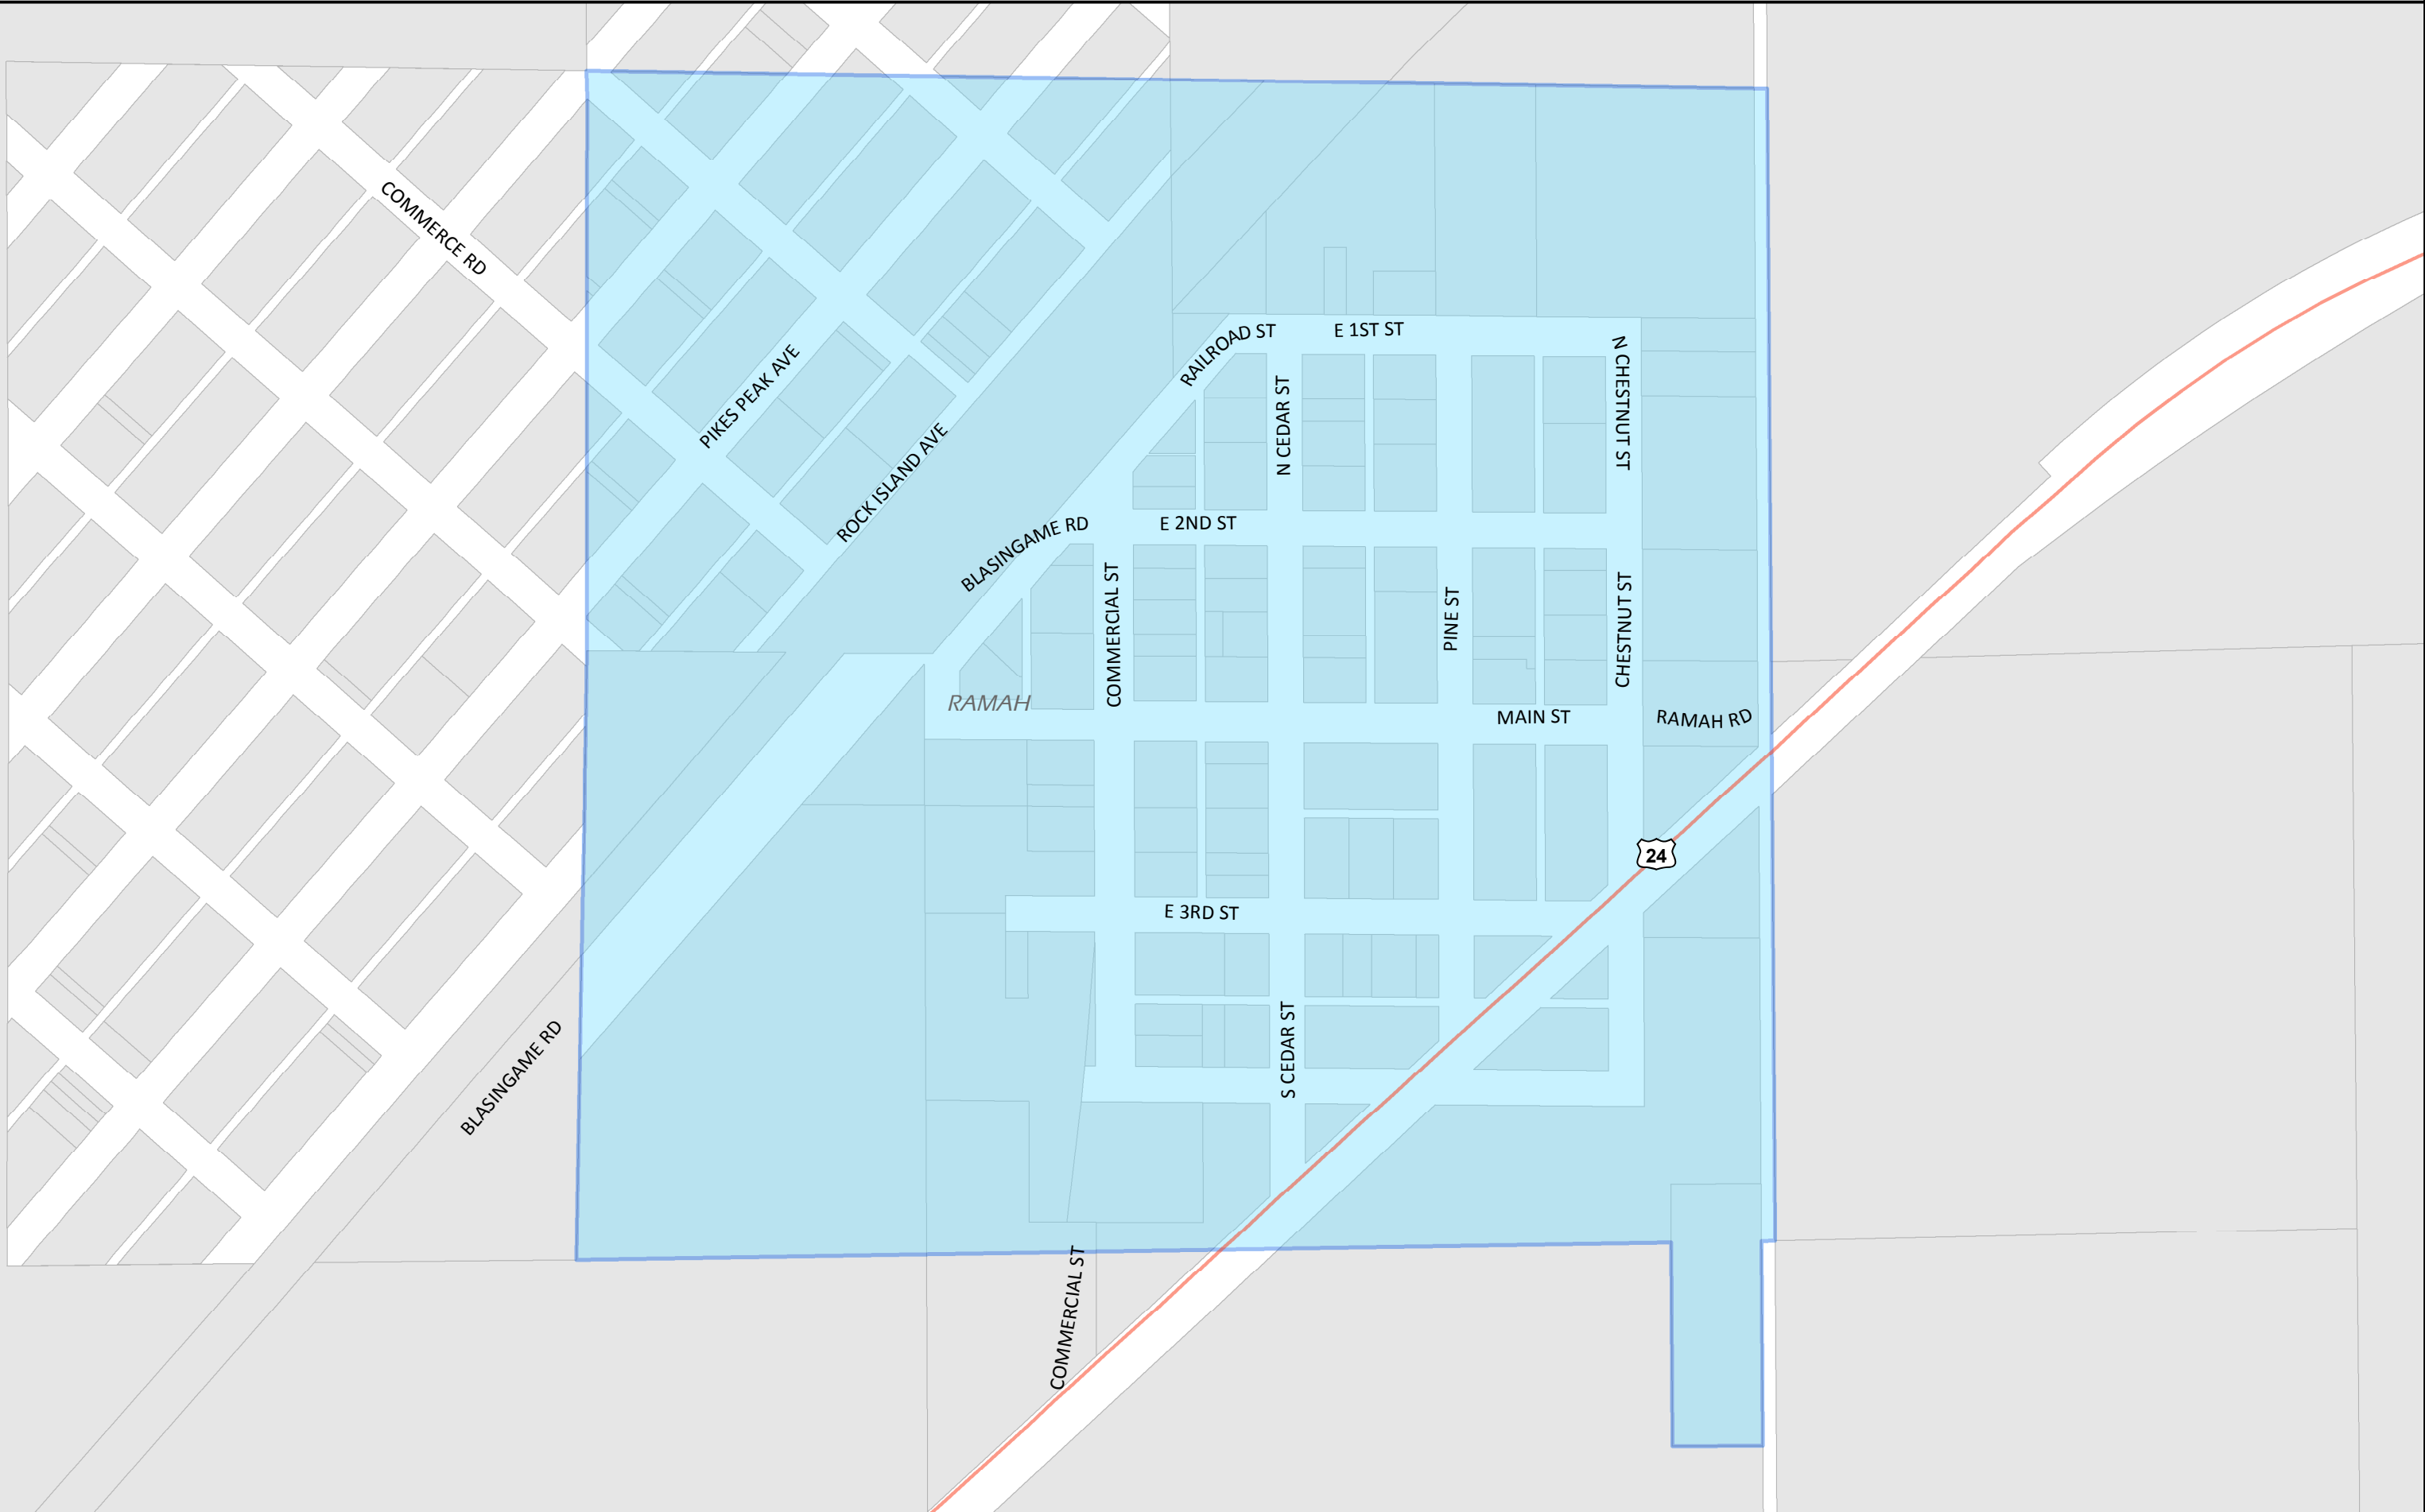 COMMERCE RD
RAILROAD ST
E 1ST ST
N CHESTNUT ST
PIKES PEAK AVE
N CEDAR ST
ROCK ISLAND AVE
BLASINGAME RD
E 2ND ST
COMMERCIAL ST
PINE ST
CHESTNUT ST
RAMAH
MAIN ST
RAMAH RD
24
E 3RD ST
BLASINGAME RD
S CEDAR ST
COMMERCIAL ST